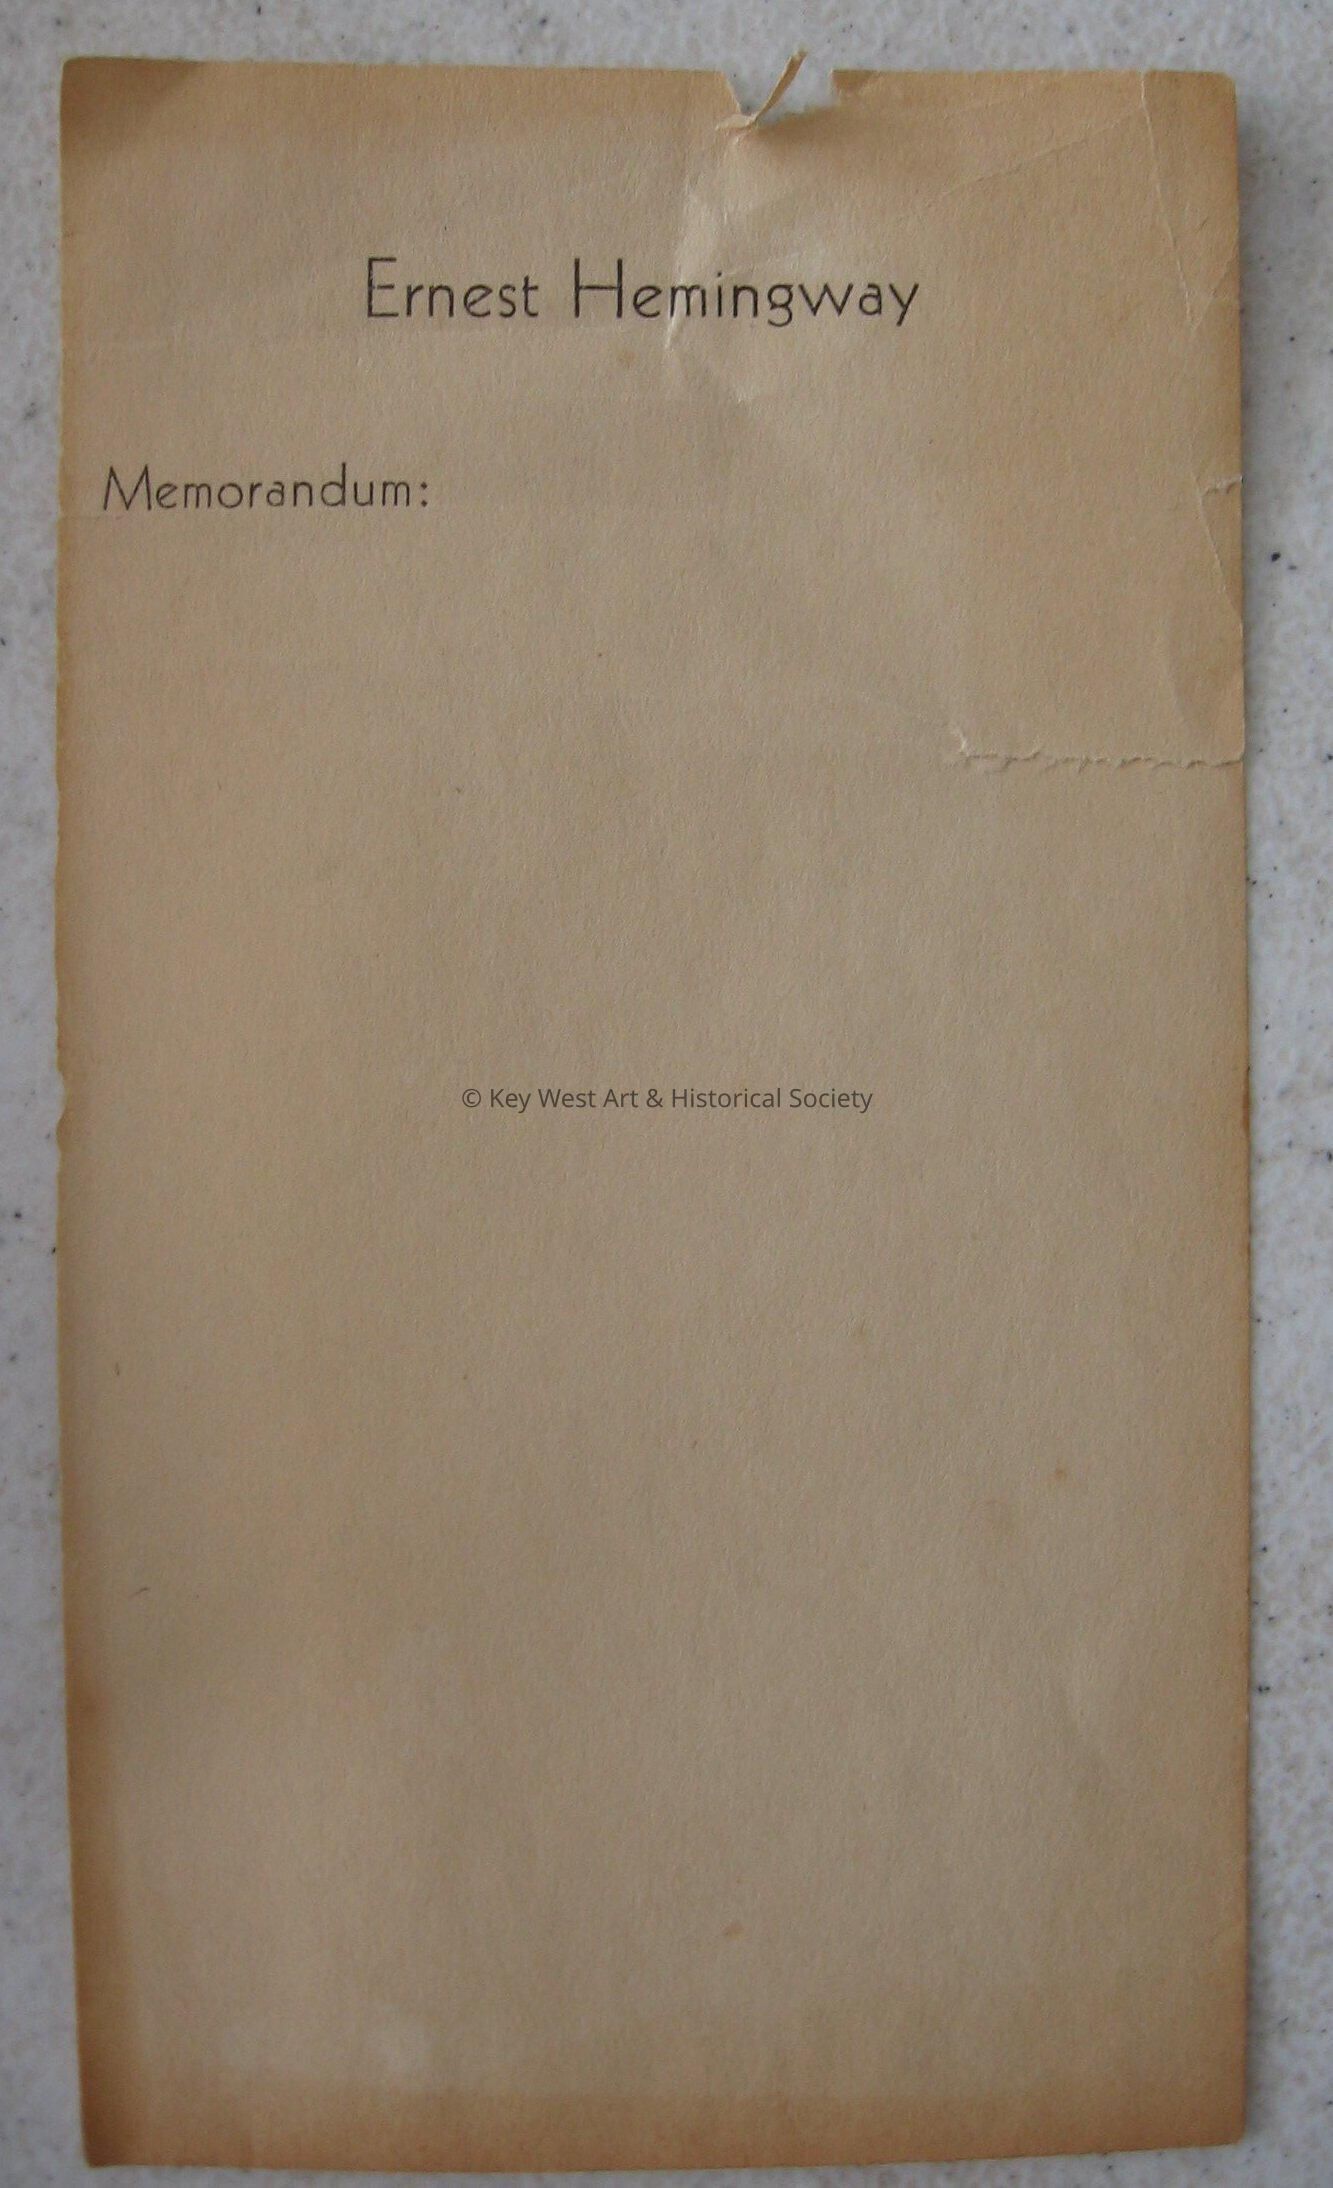 Ernest Hemingway
Memorandum:
© Key West Art & Historical Society